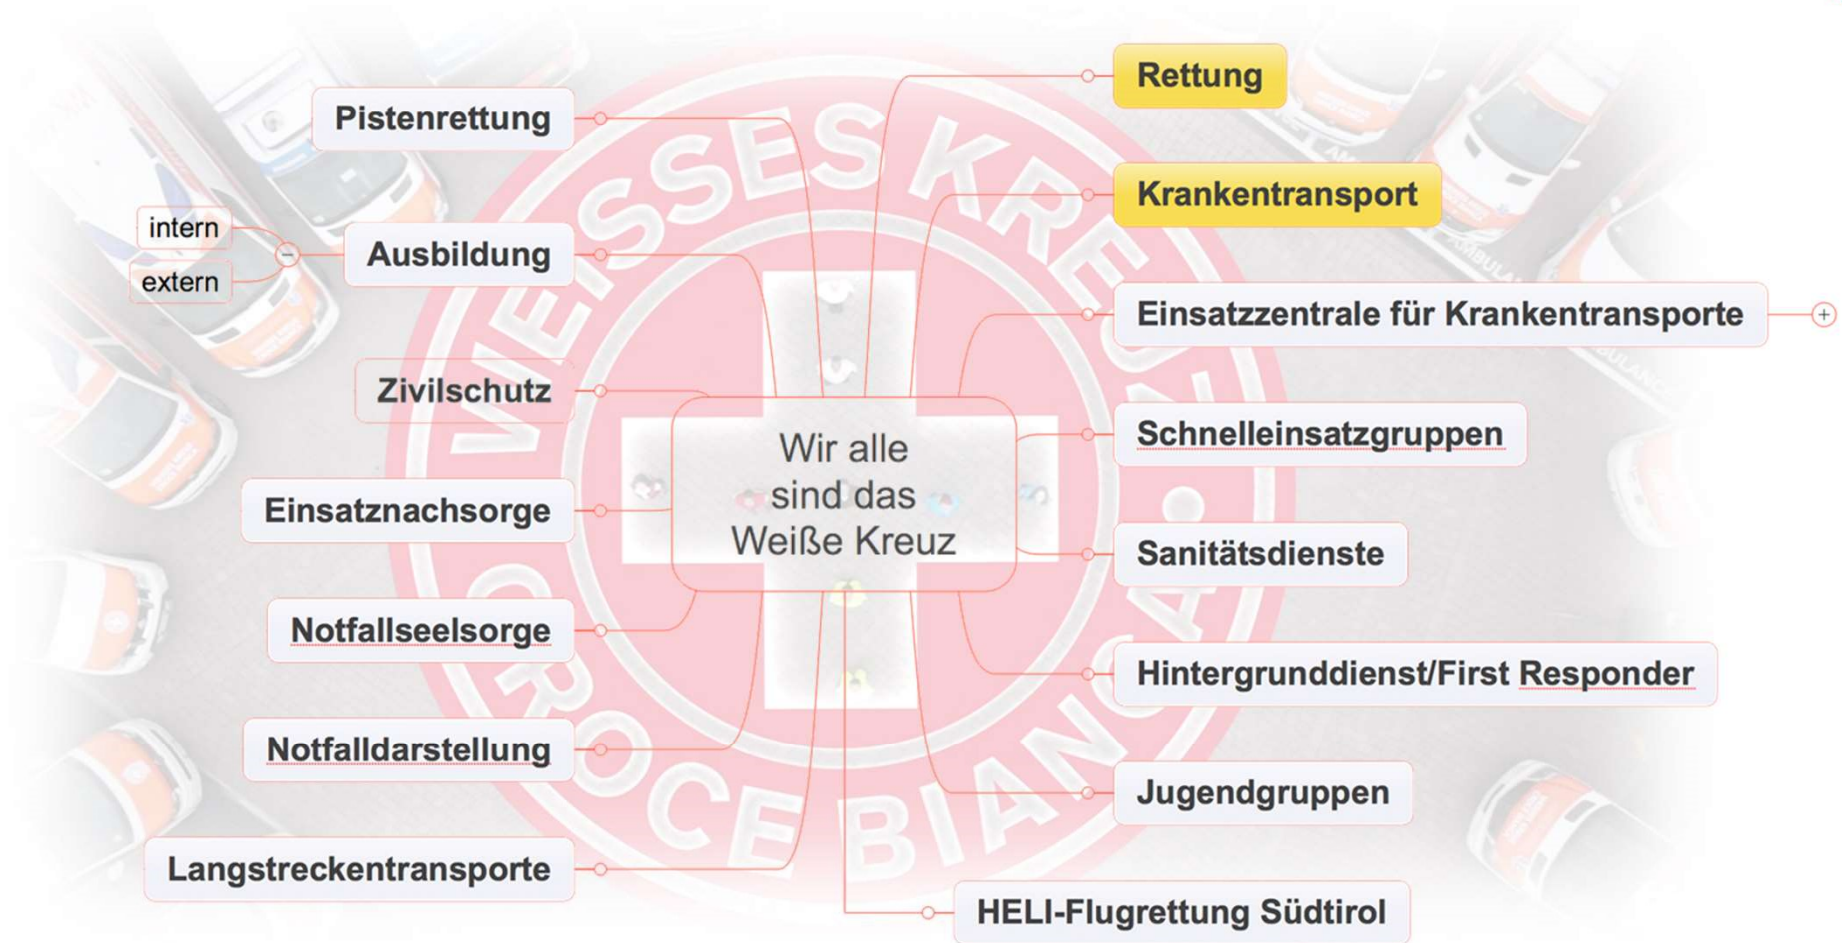 Rettung
Pistenrettung
Krankentransport
intern
Ausbildung
extern
Einsatzzentrale für Krankentransporte
Zivilschutz
Schnelleinsatzgruppen
Wir alle
sind das
Weiße Kreuz
Einsatznachsorge
Sanitätsdienste
Notfallseelsorge
Hintergrunddienst/First Responder
Notfalldarstellung
Jugendgruppen
Langstreckentransporte
HELI-Flugrettung Südtirol
WEISSES KREUZ
CROCE BIANCA